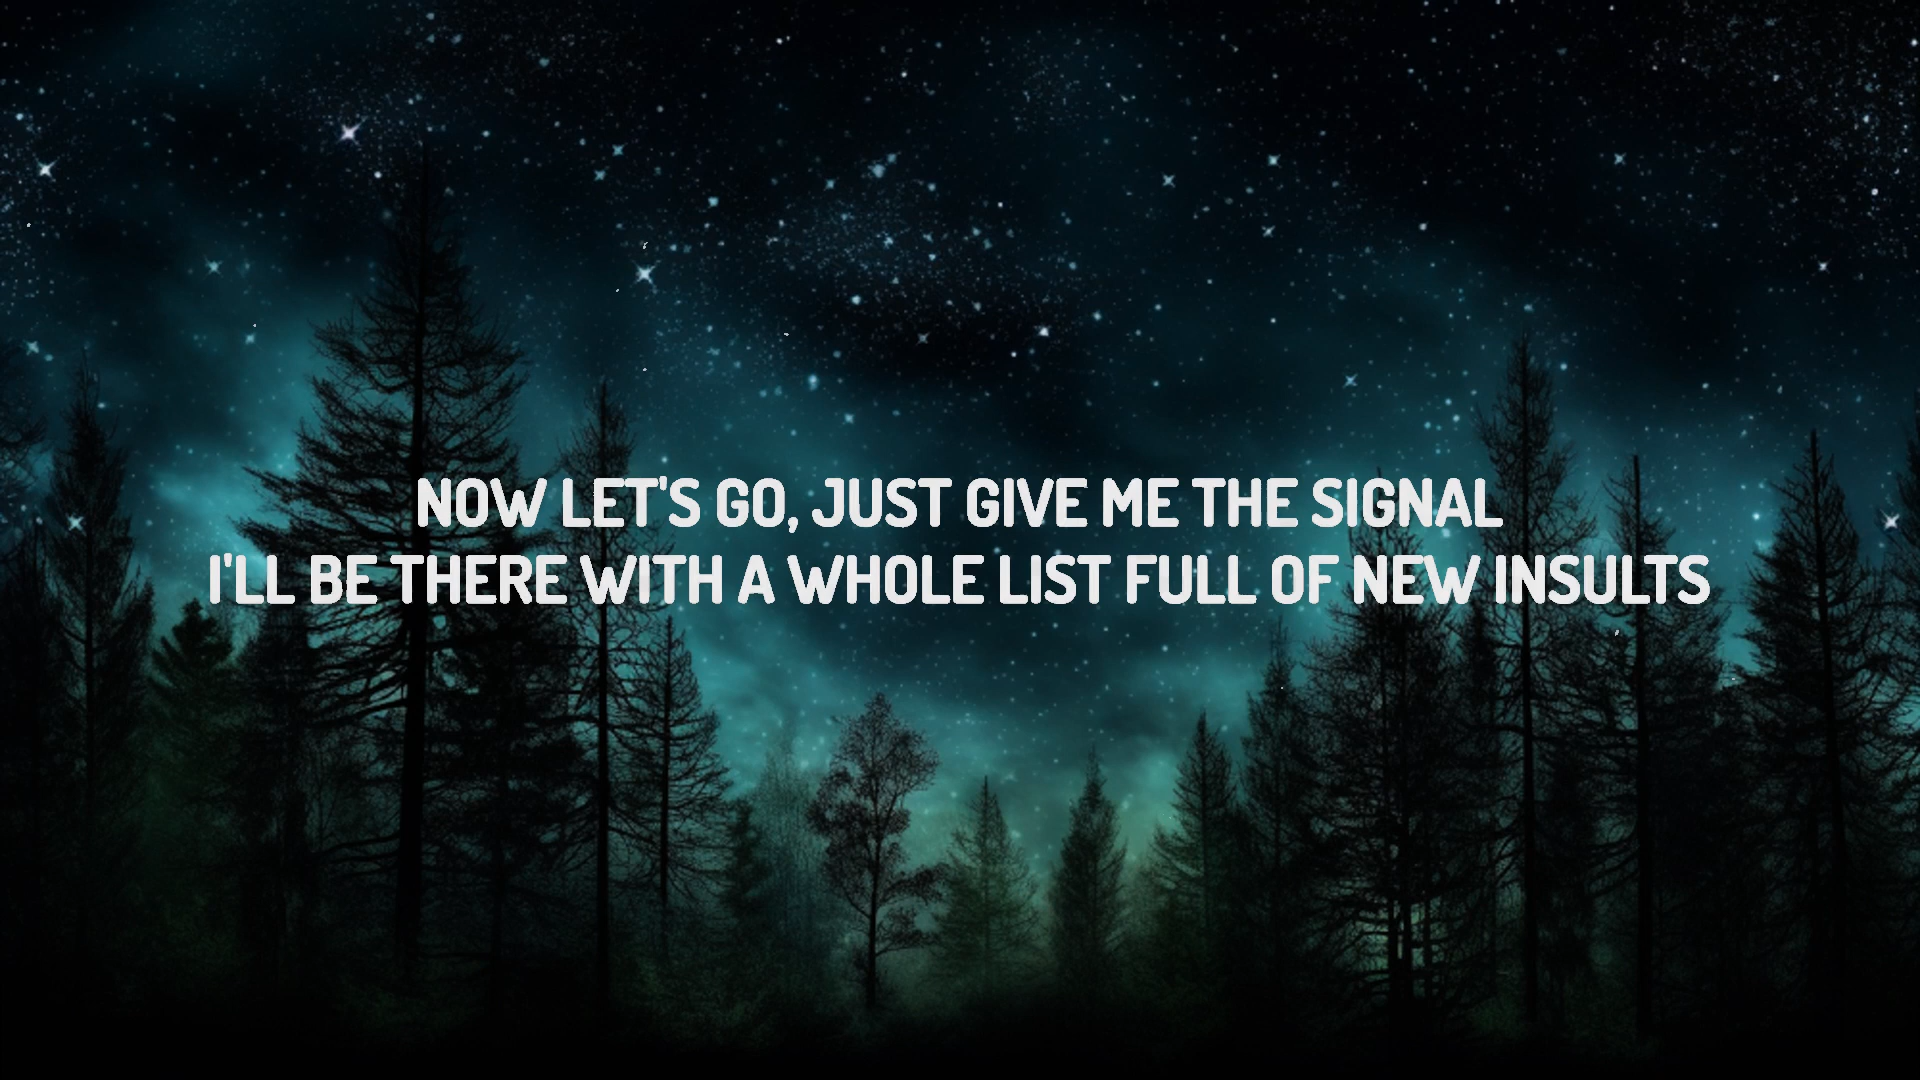 NOW LET'S GO, JUST GIVE ME THE SIGNAL
I'LL BE THERE WITH A WHOLE LIST FULL OF NEW INSULTS